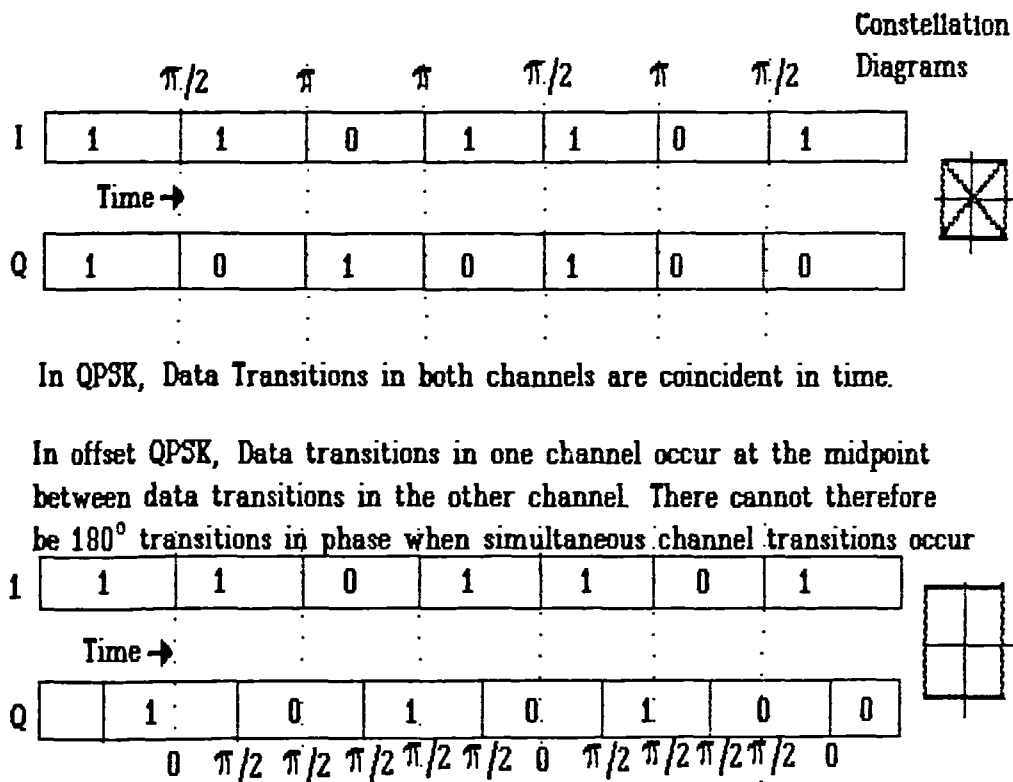 Constellation
Diagrams
π/2 π π π/2 π π/2
I 1 1 0 1 1 0 1
Time →
Q 1 0 1 0 1 0 0
In QPSK, Data Transitions in both channels are coincident in time.
In offset QPSK, Data transitions in one channel occur at the midpoint
between data transitions in the other channel. There cannot therefore
be 180° transitions in phase when simultaneous channel transitions occur
1 1 1 0 1 1 0 1
Time →
Q 1 0 1 0 1 0 0
0 π/2 π/2 π/2 π/2 π/2 0 π/2 π/2 π/2 π/2 0